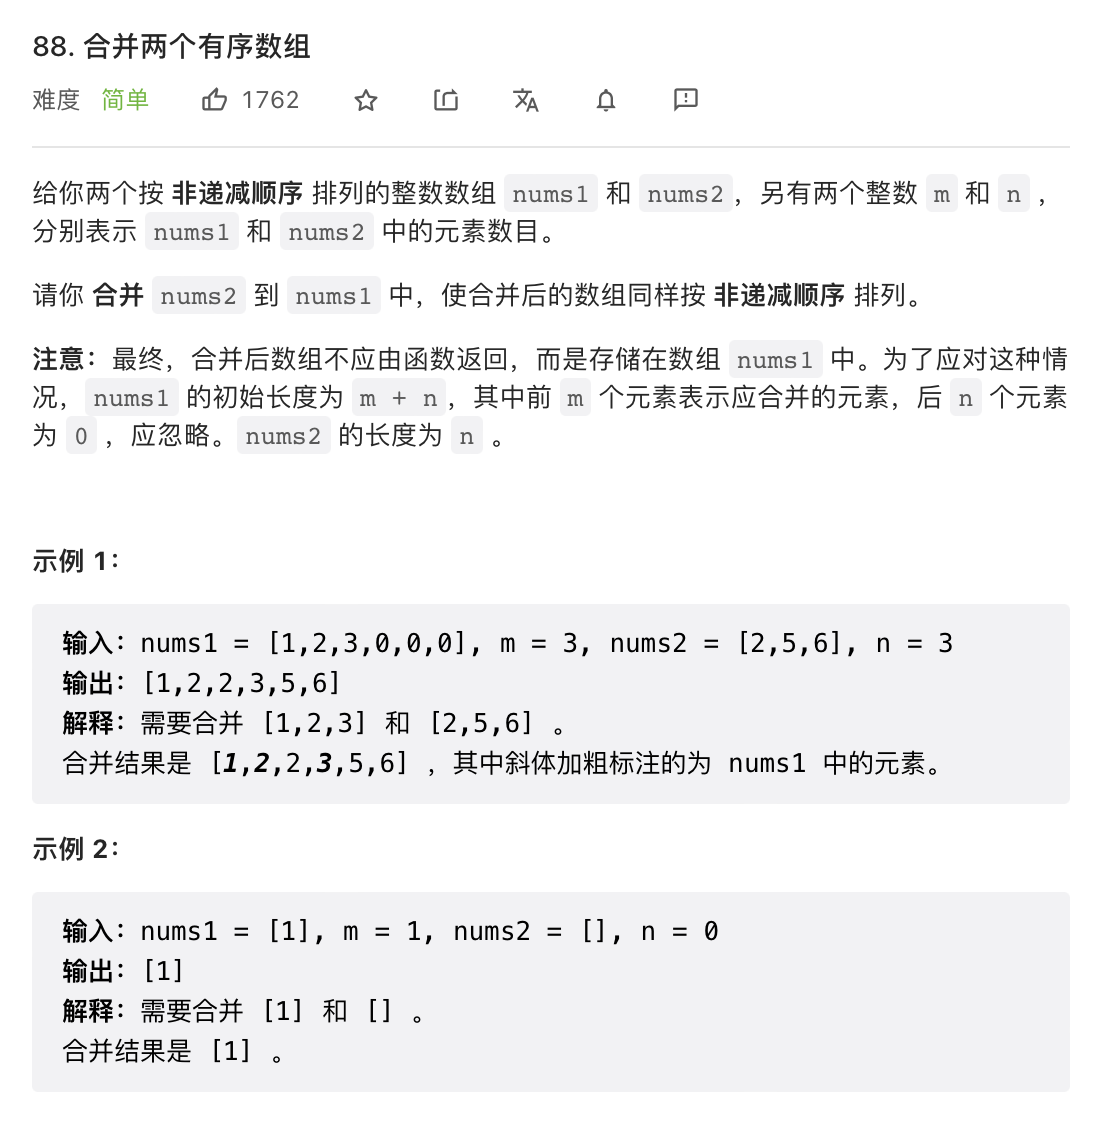 88. 合并两个有序数组
难度 简单 1762
给你两个按 非递减顺序 排列的整数数组 nums1 和 nums2，另有两个整数 m 和 n ，
分别表示 nums1 和 nums2 中的元素数目。
请你 合并 nums2 到 nums1 中，使合并后的数组同样按 非递减顺序 排列。
注意：最终，合并后数组不应由函数返回，而是存储在数组 nums1 中。为了应对这种情
况，nums1 的初始长度为 m + n，其中前 m 个元素表示应合并的元素，后 n 个元素
为 0 ，应忽略。nums2 的长度为 n 。
示例 1：
输入：nums1 = [1,2,3,0,0,0], m = 3, nums2 = [2,5,6], n = 3
输出：[1,2,2,3,5,6]
解释：需要合并 [1,2,3] 和 [2,5,6] 。
合并结果是 [1,2,2,3,5,6] ，其中斜体加粗标注的为 nums1 中的元素。
示例 2：
输入：nums1 = [1], m = 1, nums2 = [], n = 0
输出：[1]
解释：需要合并 [1] 和 [] 。
合并结果是 [1] 。